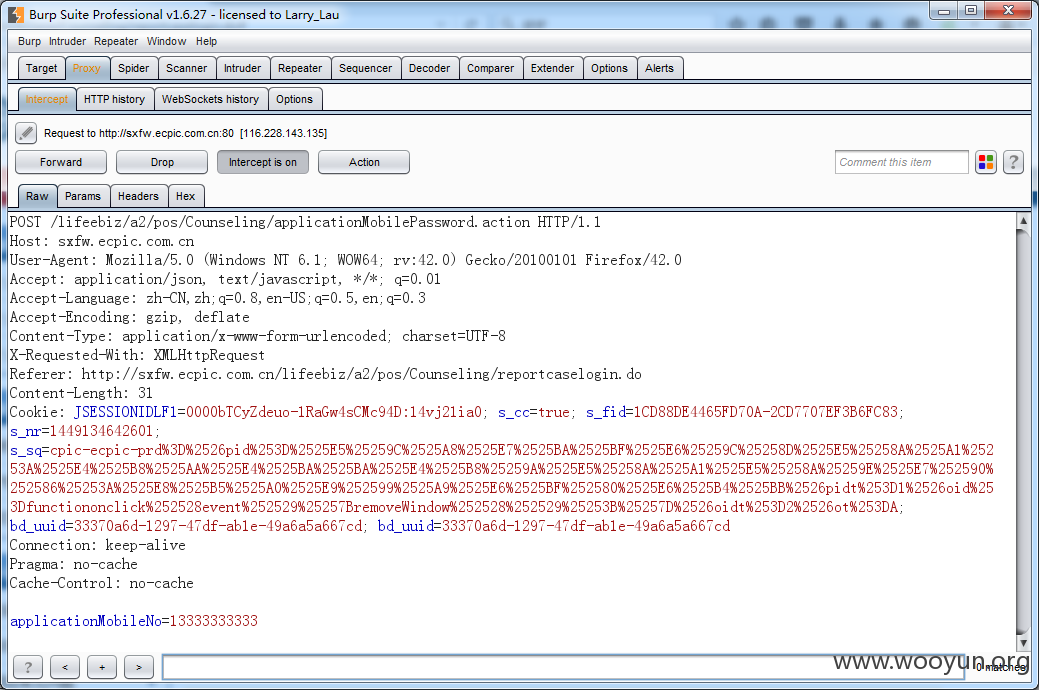 Burp Suite Professional v1.6.27 - licensed to Larry_Lau
Burp Intruder Repeater Window Help
Target Proxy Spider Scanner Intruder Repeater Sequencer Decoder Comparer Extender Options Alerts
Intercept HTTP history WebSockets history Options
Request to http://sxfw.ecpic.com.cn:80 [116.228.143.135]
Forward Drop Intercept is on Action Comment this item ?
Raw Params Headers Hex
POST /lifeebiz/a2/pos/Counseling/applicationMobilePassword.action HTTP/1.1
Host: sxfw.ecpic.com.cn
User-Agent: Mozilla/5.0 (Windows NT 6.1; WOW64; rv:42.0) Gecko/20100101 Firefox/42.0
Accept: application/json, text/javascript, */*; q=0.01
Accept-Language: zh-CN,zh;q=0.8,en-US;q=0.5,en;q=0.3
Accept-Encoding: gzip, deflate
Content-Type: application/x-www-form-urlencoded; charset=UTF-8
X-Requested-With: XMLHttpRequest
Referer: http://sxfw.ecpic.com.cn/lifeebiz/a2/pos/Counseling/reportcaselogin.do
Content-Length: 31
Cookie: JSESSIONIDLF1=0000bTCyZdeuo-1RaGw4sCMc94D:14vj21ia0; s_cc=true; s_fid=1CD88DE4465FD70A-2CD7707EF3B6FC83;
s_nr=1449134642601;
s_sq=cpic-ecpic-prd%3D%2526pid%253D%2525E5%25259C%2525A8%2525E7%2525BA%2525BF%2525E6%25259C%25258D%2525E5%25258A%2525A1%252
53A%2525E4%2525B8%2525AA%2525E4%2525BA%2525BA%2525E4%2525B8%25259A%2525E5%25258A%2525A1%2525E5%25258A%25259E%2525E7%252590
%252586%25253A%2525E8%2525B5%2525A0%2525E9%252599%2525A9%2525E6%2525BF%252580%2525E6%2525B4%2525BB%2526pidt%253D1%2526oid%25
3Dfunctiononclick%252528event%252529%25257BremoveWindow%252528%252529%25253B%25257D%2526oidt%253D2%2526ot%253DA;
bd_uuid=33370a6d-1297-47df-ab1e-49a6a5a667cd; bd_uuid=33370a6d-1297-47df-ab1e-49a6a5a667cd
Connection: keep-alive
Pragma: no-cache
Cache-Control: no-cache
applicationMobileNo=13333333333
? < + > 0 matches
www.wooyun.org